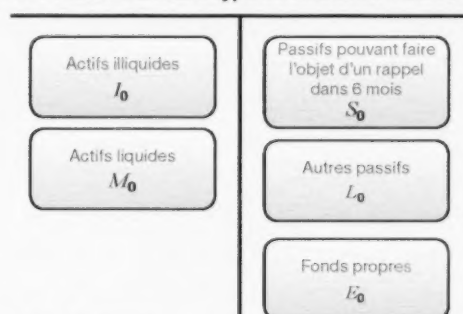 Actifs illiquides
I₀
Actifs liquides
M₀
Passifs pouvant faire
l'objet d'un rappel
dans 6 mois
S₀
Autres passifs
L₀
Fonds propres
E₀